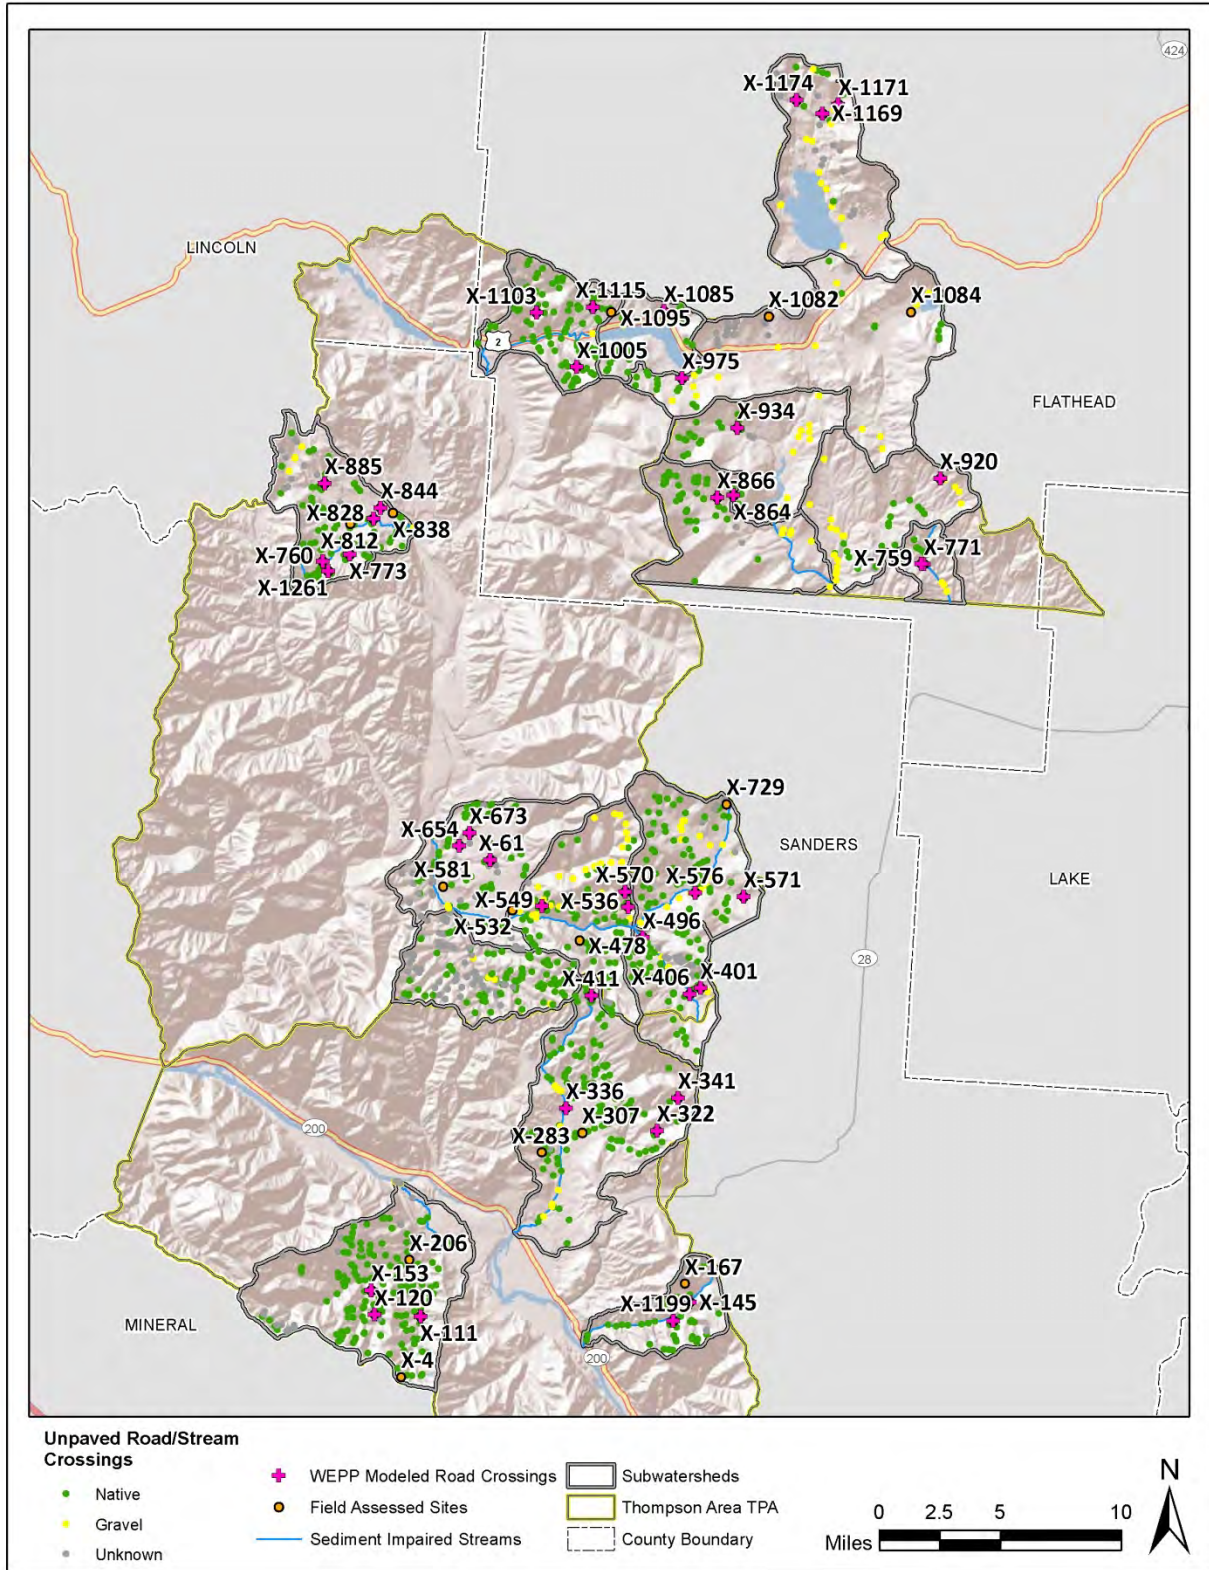 424
X-1174
X-1171
X-1169
LINCOLN
X-1103
X-1115
X-1085
X-1082
X-1084
X-1095
2
X-1005
X-975
FLATHEAD
X-934
X-885
X-866
X-920
X-844
X-864
X-828
X-838
X-812
X-760
X-773
X-759
X-771
X-1261
X-729
X-673
X-654
SANDERS
X-61
LAKE
X-581
X-570
X-576
X-571
X-549
X-536
X-532
X-496
X-478
28
X-411
X-406
X-401
X-341
X-336
200
X-307
X-322
X-283
X-206
X-167
X-153
X-120
X-1199
X-145
MINERAL
X-111
200
X-4
Unpaved Road/Stream
Crossings
Native
Gravel
Unknown
WEPP Modeled Road Crossings
Field Assessed Sites
Sediment Impaired Streams
Subwatersheds
Thompson Area TPA
County Boundary
N
0 2.5 5 10
Miles